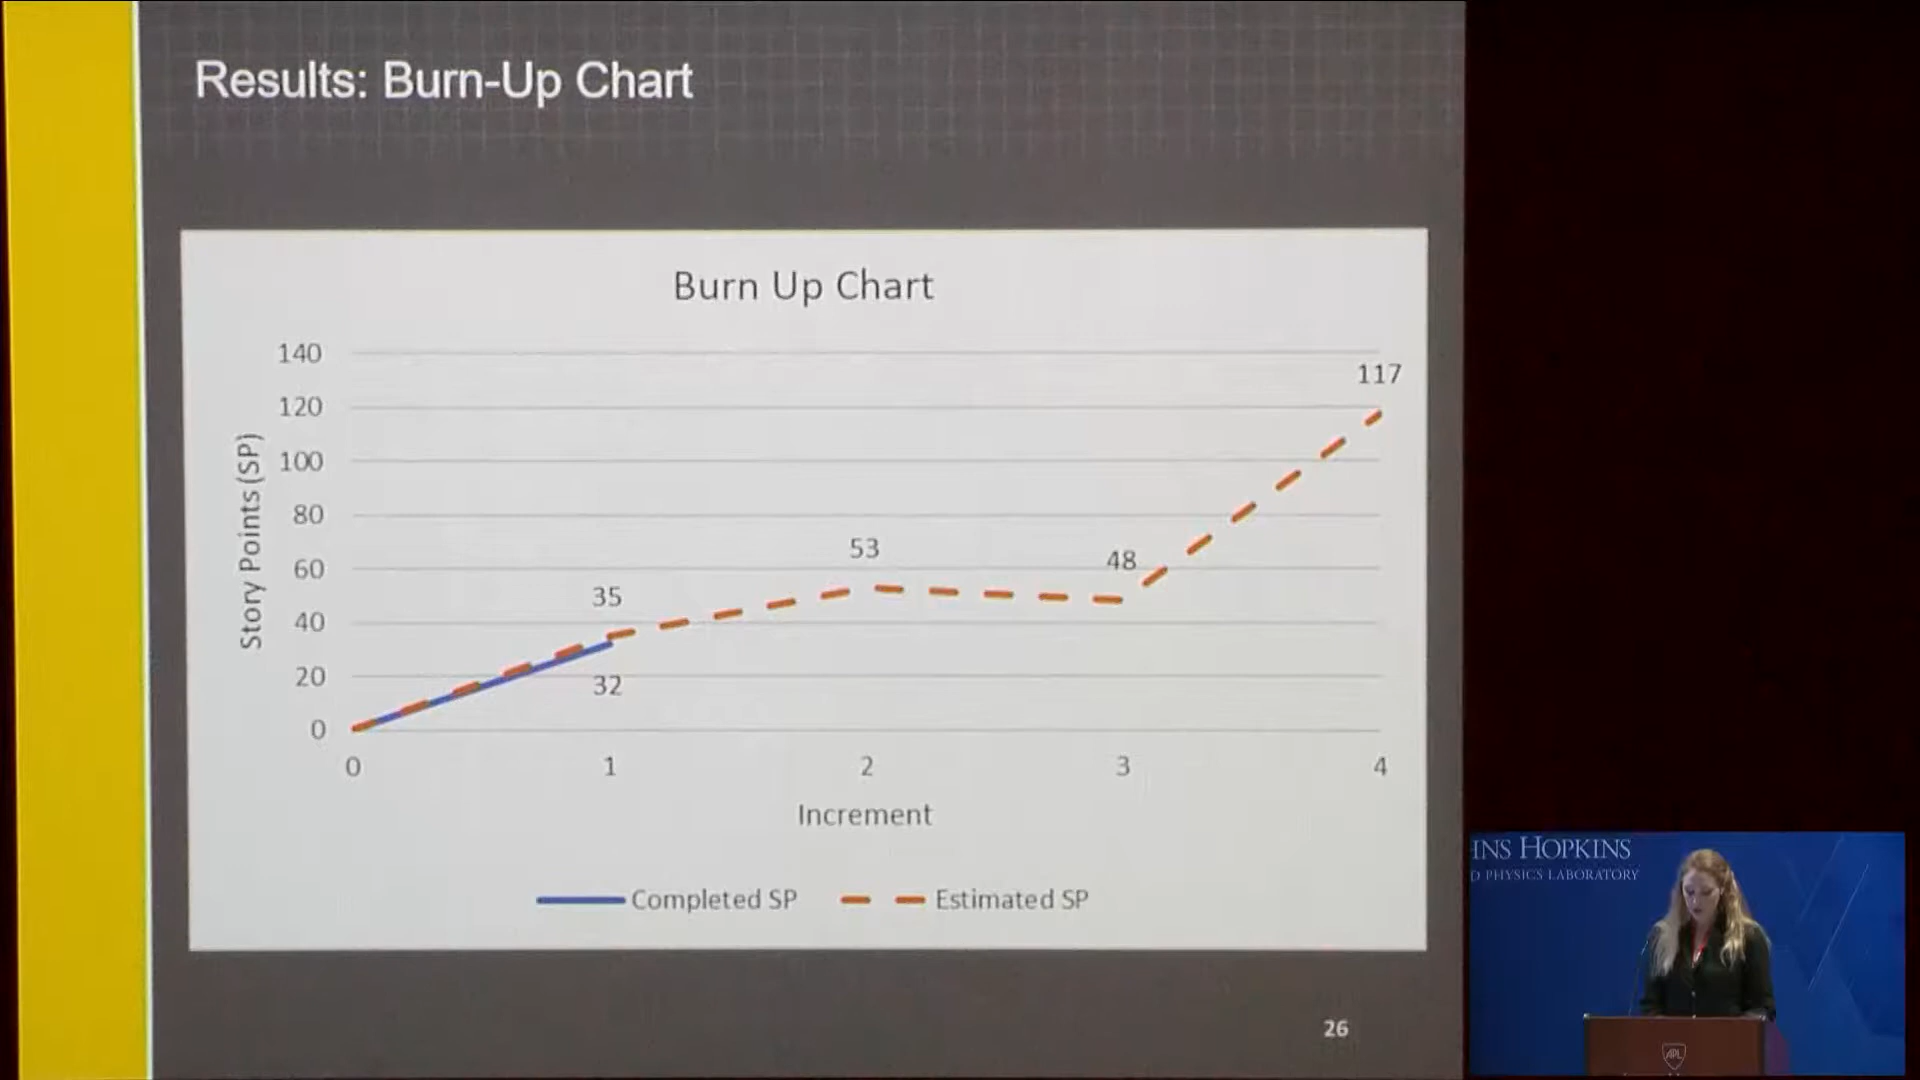 Results: Burn-Up Chart
Burn Up Chart
140
120
100
80
60
40
20
0
Story Points (SP)
117
53
48
35
32
0 1 2 3 4
Increment
Completed SP Estimated SP
26
INS HOPKINS
D PHYSICS LABORATORY
APL